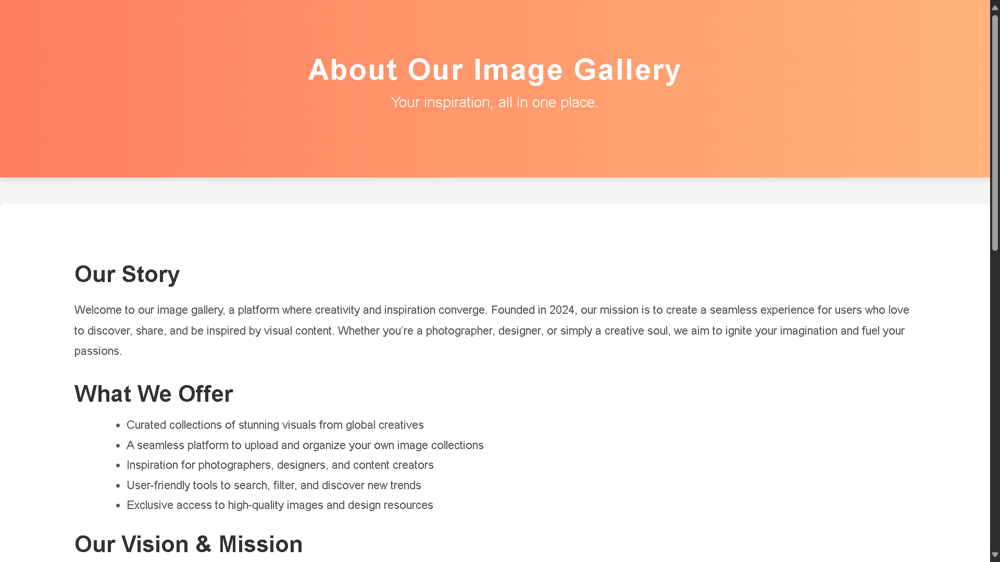 About Our Image Gallery
Your inspiration, all in one place.
Our Story
Welcome to our image gallery, a platform where creativity and inspiration converge. Founded in 2024, our mission is to create a seamless experience for users who love
to discover, share, and be inspired by visual content. Whether you’re a photographer, designer, or simply a creative soul, we aim to ignite your imagination and fuel your
passions.
What We Offer
• Curated collections of stunning visuals from global creatives
• A seamless platform to upload and organize your own image collections
• Inspiration for photographers, designers, and content creators
• User-friendly tools to search, filter, and discover new trends
• Exclusive access to high-quality images and design resources
Our Vision & Mission